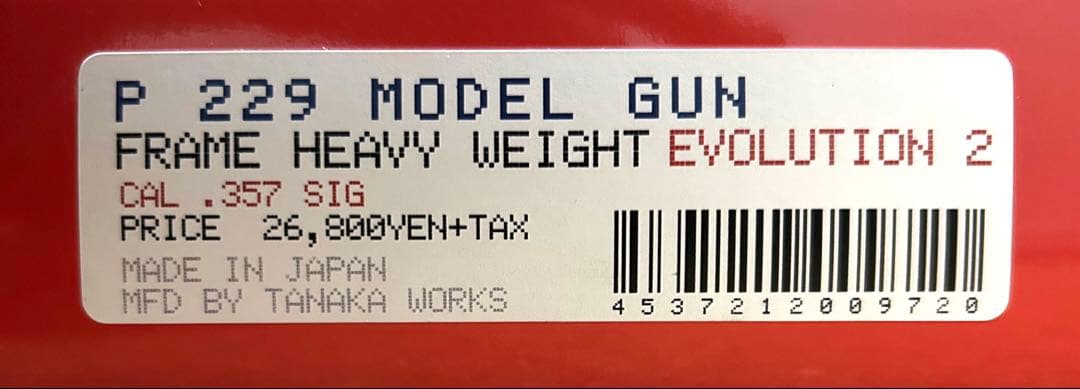 P 229 MODEL GUN
FRAME HEAVY WEIGHT EVOLUTION 2
CAL .357 SIG
PRICE 26,800YEN+TAX
MADE IN JAPAN
MFD BY TANAKA WORKS
4537212009720